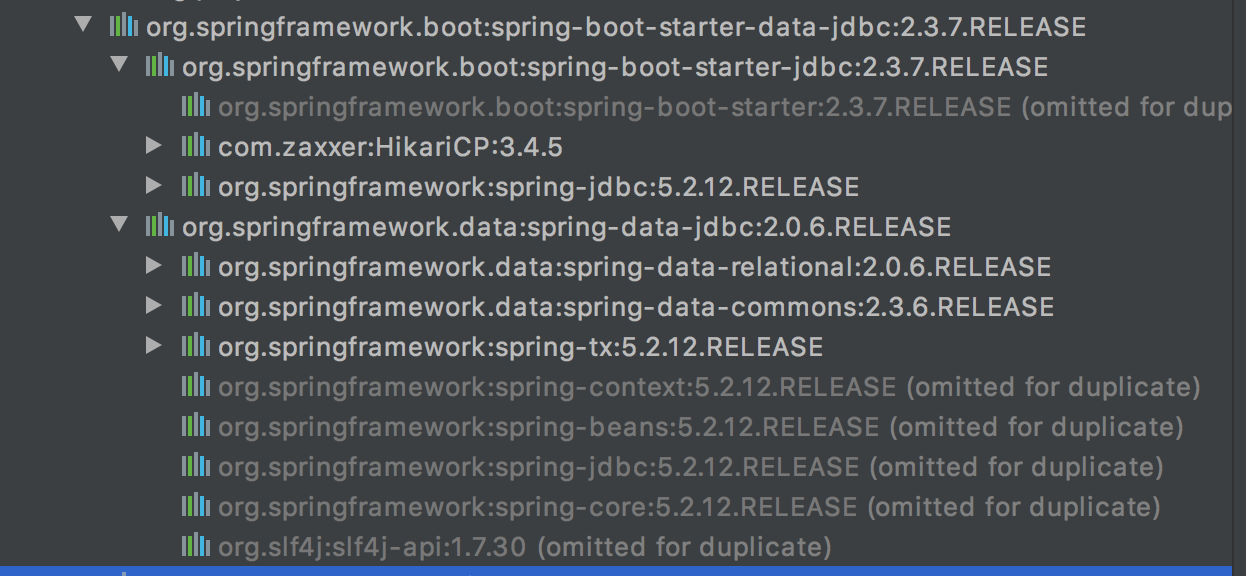 org.springframework.boot:spring-boot-starter-data-jdbc:2.3.7.RELEASE
org.springframework.boot:spring-boot-starter-jdbc:2.3.7.RELEASE
org.springframework.boot:spring-boot-starter:2.3.7.RELEASE (omitted for dup
com.zaxxer:HikariCP:3.4.5
org.springframework:spring-jdbc:5.2.12.RELEASE
org.springframework.data:spring-data-jdbc:2.0.6.RELEASE
org.springframework.data:spring-data-relational:2.0.6.RELEASE
org.springframework.data:spring-data-commons:2.3.6.RELEASE
org.springframework:spring-tx:5.2.12.RELEASE
org.springframework:spring-context:5.2.12.RELEASE (omitted for duplicate)
org.springframework:spring-beans:5.2.12.RELEASE (omitted for duplicate)
org.springframework:spring-jdbc:5.2.12.RELEASE (omitted for duplicate)
org.springframework:spring-core:5.2.12.RELEASE (omitted for duplicate)
org.slf4j:slf4j-api:1.7.30 (omitted for duplicate)